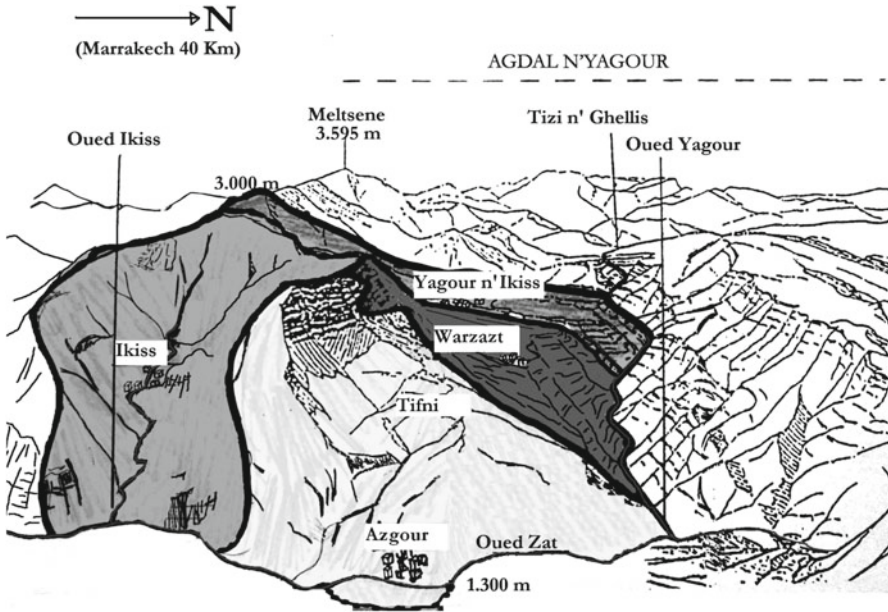 N
(Marrakech 40 Km)
AGDAL N'YAGOUR
Meltsene
3.595 m
Tizi n' Ghellis
Oued Ikiss
Oued Yagour
3.000 m
Yagour n' Ikiss
Warzazt
Ikiss
Tifni
Azgour
Oued Zat
1.300 m